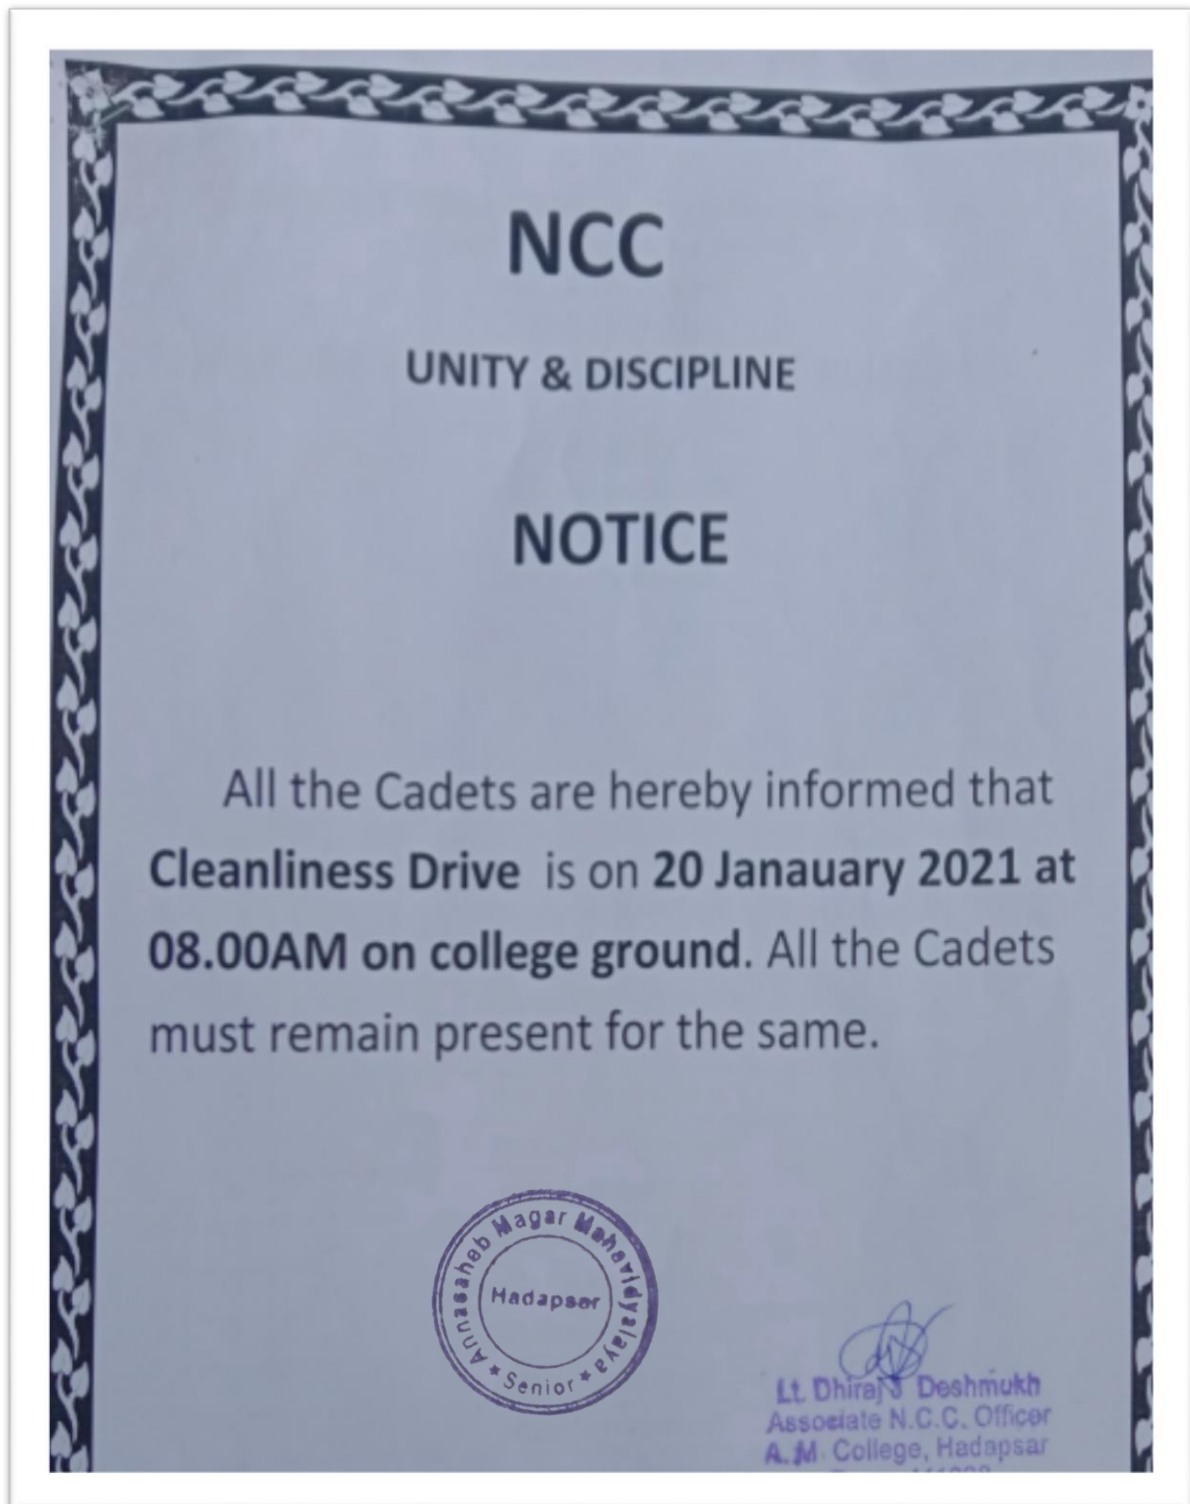 NCC
UNITY & DISCIPLINE
NOTICE
All the Cadets are hereby informed that
Cleanliness Drive is on 20 Janauary 2021 at
08.00AM on college ground. All the Cadets
must remain present for the same.
Annasaheb Magar Mahavidyalaya
Hadapsar
★ Senior ★
Lt. Dhiraj Deshmukh
Associate N.C.C. Officer
A. M. College, Hadapsar